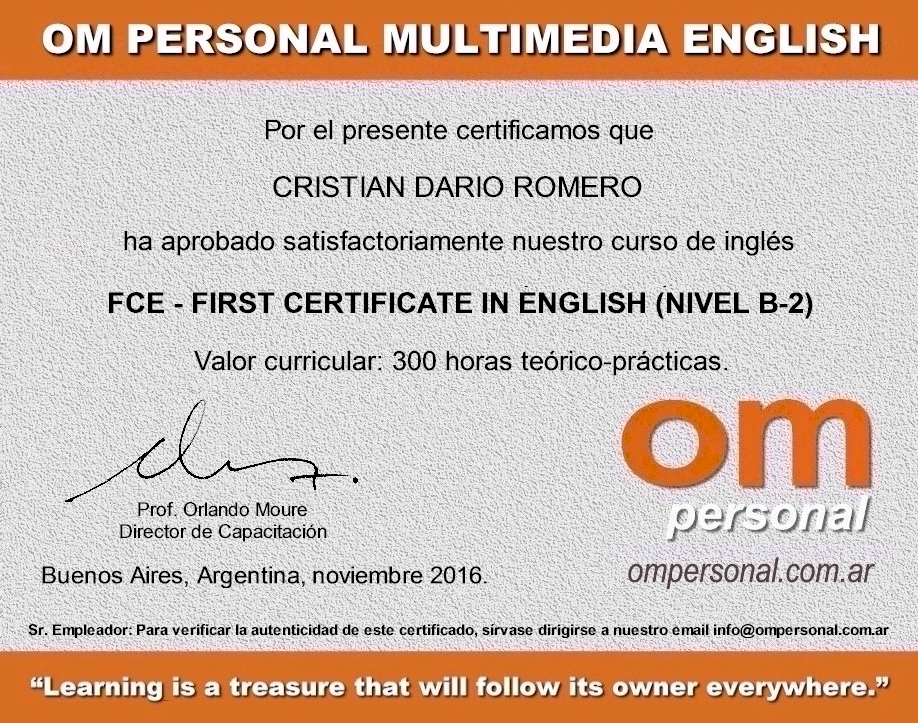 OM PERSONAL MULTIMEDIA ENGLISH
Por el presente certificamos que
CRISTIAN DARIO ROMERO
ha aprobado satisfactoriamente nuestro curso de inglés
FCE - FIRST CERTIFICATE IN ENGLISH (NIVEL B-2)
Valor curricular: 300 horas teórico-prácticas.
om
personal
Prof. Orlando Moure
Director de Capacitación
ompersonal.com.ar
Buenos Aires, Argentina, noviembre 2016.
Sr. Empleador: Para verificar la autenticidad de este certificado, sírvase dirigirse a nuestro email info@ompersonal.com.ar
“Learning is a treasure that will follow its owner everywhere.”